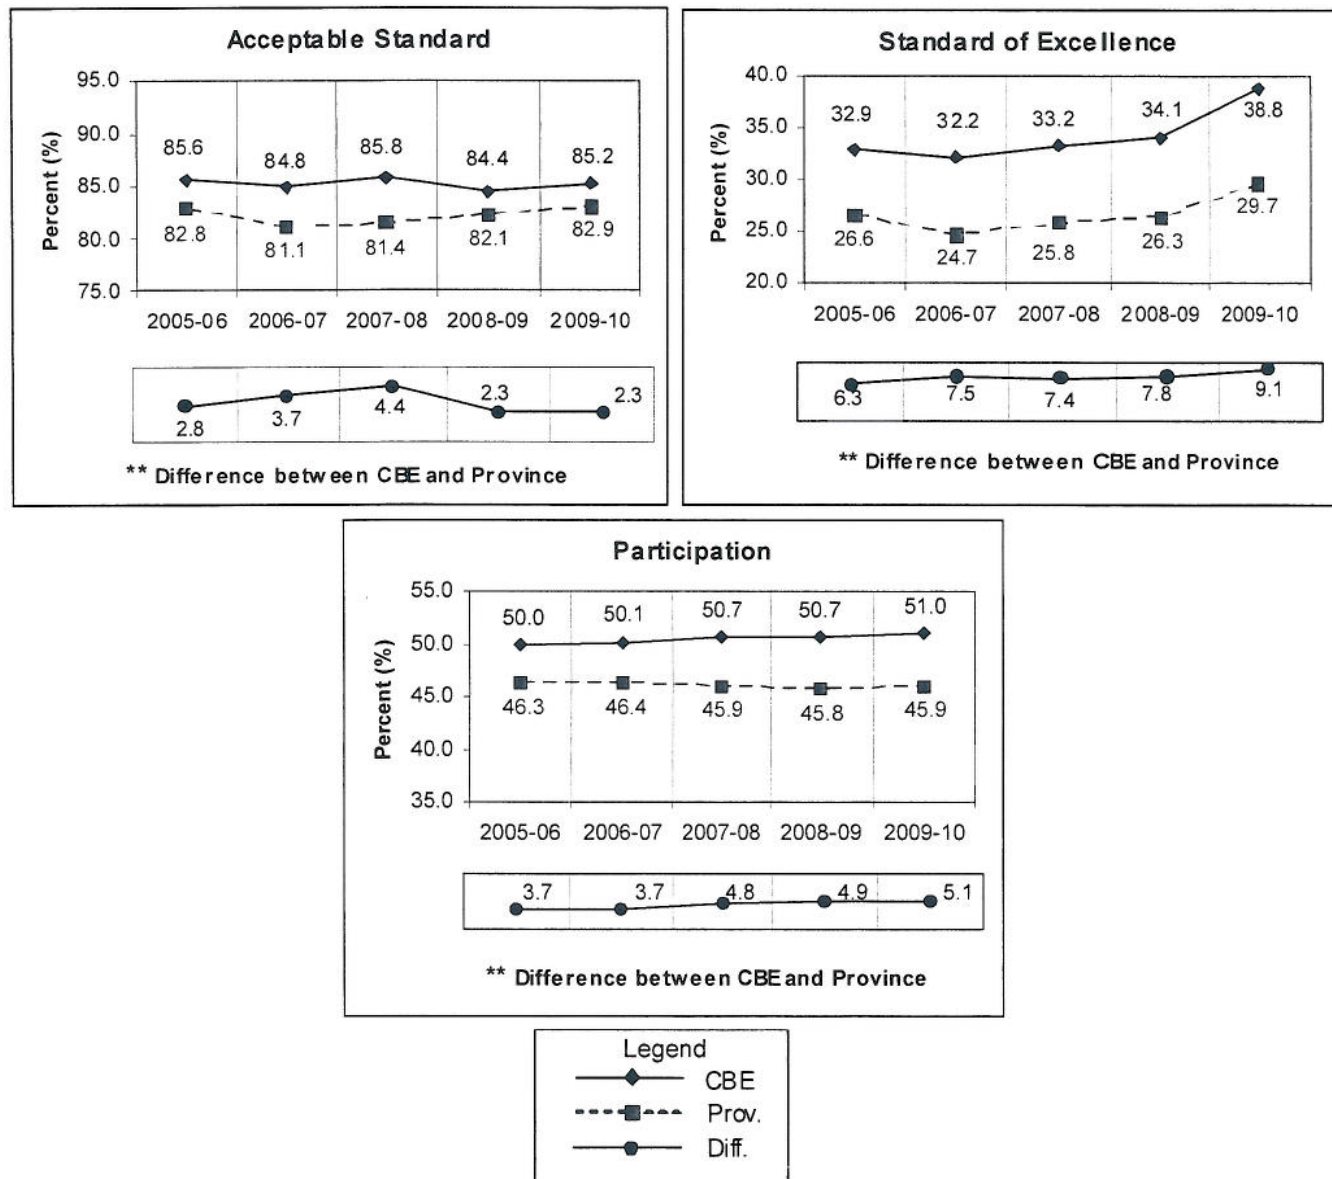 Acceptable Standard
95.0
90.0
85.0
80.0
75.0
Percent (%)
85.6 84.8 85.8 84.4 85.2
82.8 81.1 81.4 82.1 82.9
2005-06 2006-07 2007-08 2008-09 2009-10
2.8 3.7 4.4 2.3 2.3
** Difference between CBE and Province
Standard of Excellence
40.0
35.0
30.0
25.0
20.0
Percent (%)
32.9 32.2 33.2 34.1 38.8
26.6 24.7 25.8 26.3 29.7
2005-06 2006-07 2007-08 2008-09 2009-10
6.3 7.5 7.4 7.8 9.1
** Difference between CBE and Province
Participation
55.0
50.0
45.0
40.0
35.0
Percent (%)
50.0 50.1 50.7 50.7 51.0
46.3 46.4 45.9 45.8 45.9
2005-06 2006-07 2007-08 2008-09 2009-10
3.7 3.7 4.8 4.9 5.1
** Difference between CBE and Province
Legend
CBE
Prov.
Diff.